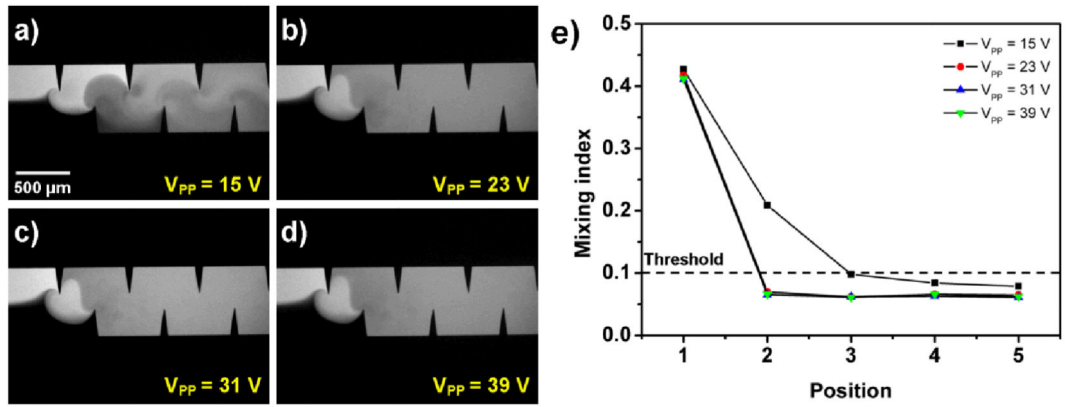 a)
500 µm
V_PP = 15 V
b)
V_PP = 23 V
c)
V_PP = 31 V
d)
V_PP = 39 V
e)
Mixing index
0.5
0.4
0.3
0.2
0.1
0.0
Threshold
V_PP = 15 V
V_PP = 23 V
V_PP = 31 V
V_PP = 39 V
1 2 3 4 5
Position